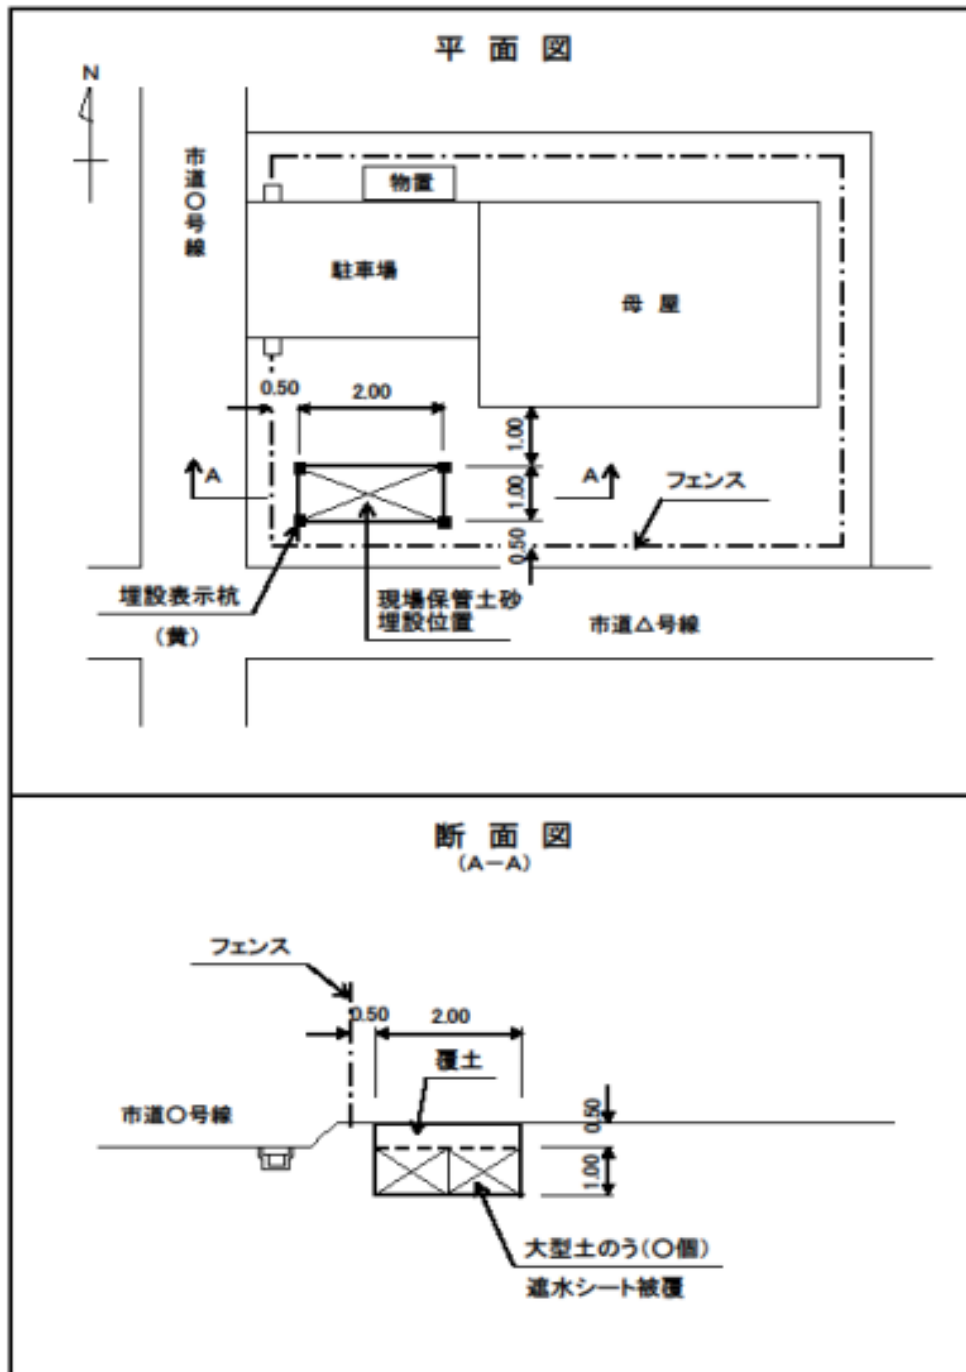 平 面 図
N
市道〇号線
物置
駐車場
母 屋
0.50
2.00
1.00
A
A
1.00
フェンス
0.50
埋設表示杭
(黄)
現場保管土砂
埋設位置
市道△号線
断 面 図
(A-A)
フェンス
0.50
2.00
覆土
市道〇号線
0.50
1.00
大型土のう(〇個)
遮水シート被覆